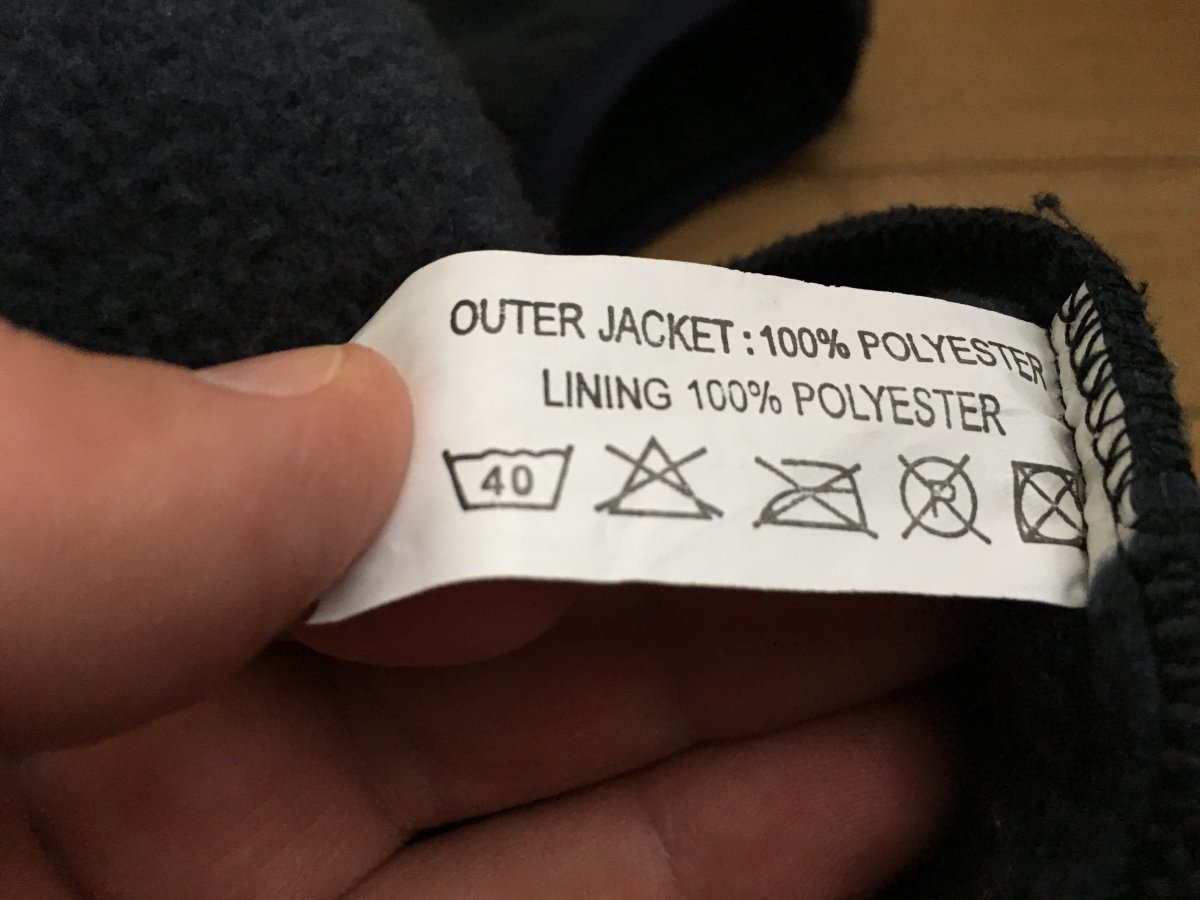 OUTER JACKET : 100% POLYESTER
LINING 100% POLYESTER
40 R